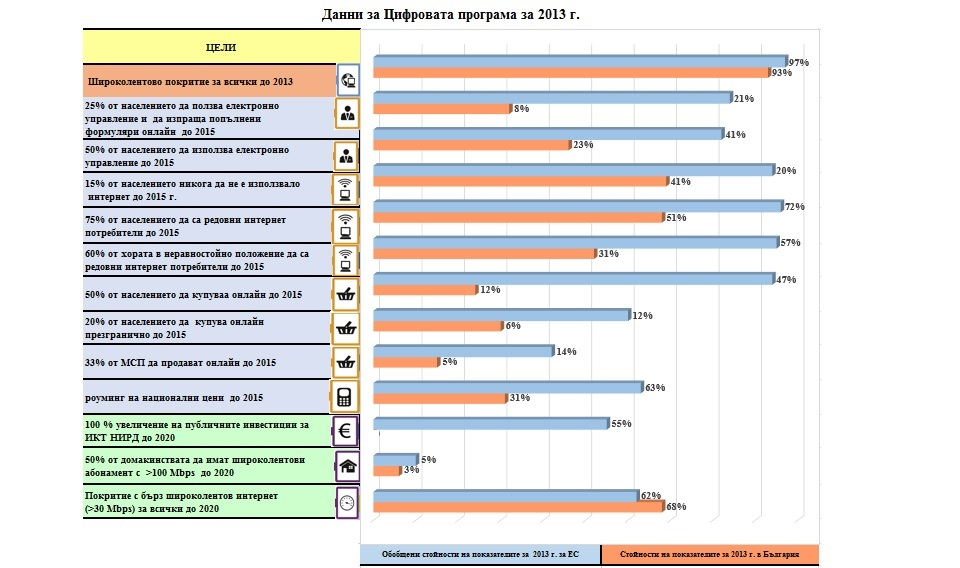 Данни за Цифровата програма за 2013 г.
ЦЕЛИ
Широколентово покритие за всички до 2013
97%
93%
25% от населението да ползва електронно
управление и да изпраща попълнени
формуляри онлайн до 2015
21%
8%
50% от населението да използва електронно
управление до 2015
41%
23%
15% от населението никога да не е използвало
интернет до 2015 г.
20%
41%
75% от населението да са редовни интернет
потребители до 2015
72%
51%
60% от хората в неравностойно положение да са
редовни интернет потребители до 2015
57%
31%
50% от населението да купуваа онлайн до 2015
47%
12%
20% от населението да купува онлайн
презгранично до 2015
12%
6%
33% от МСП да продават онлайн до 2015
14%
5%
роуминг на национални цени до 2015
63%
31%
100 % увеличение на публичните инвестиции за
ИКТ НИРД до 2020
€
55%
50% от домакинствата да имат широколентови
абонамент с >100 Mbps до 2020
5%
3%
Покритие с бърз широколентов интернет
(>30 Mbps) за всички до 2020
62%
68%
Обобщени стойности на показателите за 2013 г. за ЕС
Стойности на показателите за 2013 г. в България